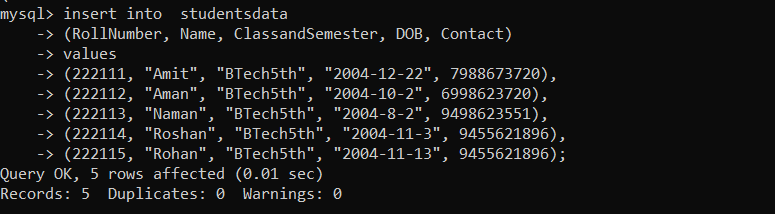 mysql> insert into  studentsdata
    -> (RollNumber, Name, ClassandSemester, DOB, Contact)
    -> values
    -> (222111, "Amit", "BTech5th", "2004-12-22", 7988673720),
    -> (222112, "Aman", "BTech5th", "2004-10-2", 6998623720),
    -> (222113, "Naman", "BTech5th", "2004-8-2", 9498623551),
    -> (222114, "Roshan", "BTech5th", "2004-11-3", 9455621896),
    -> (222115, "Rohan", "BTech5th", "2004-11-13", 9455621896);
Query OK, 5 rows affected (0.01 sec)
Records: 5  Duplicates: 0  Warnings: 0